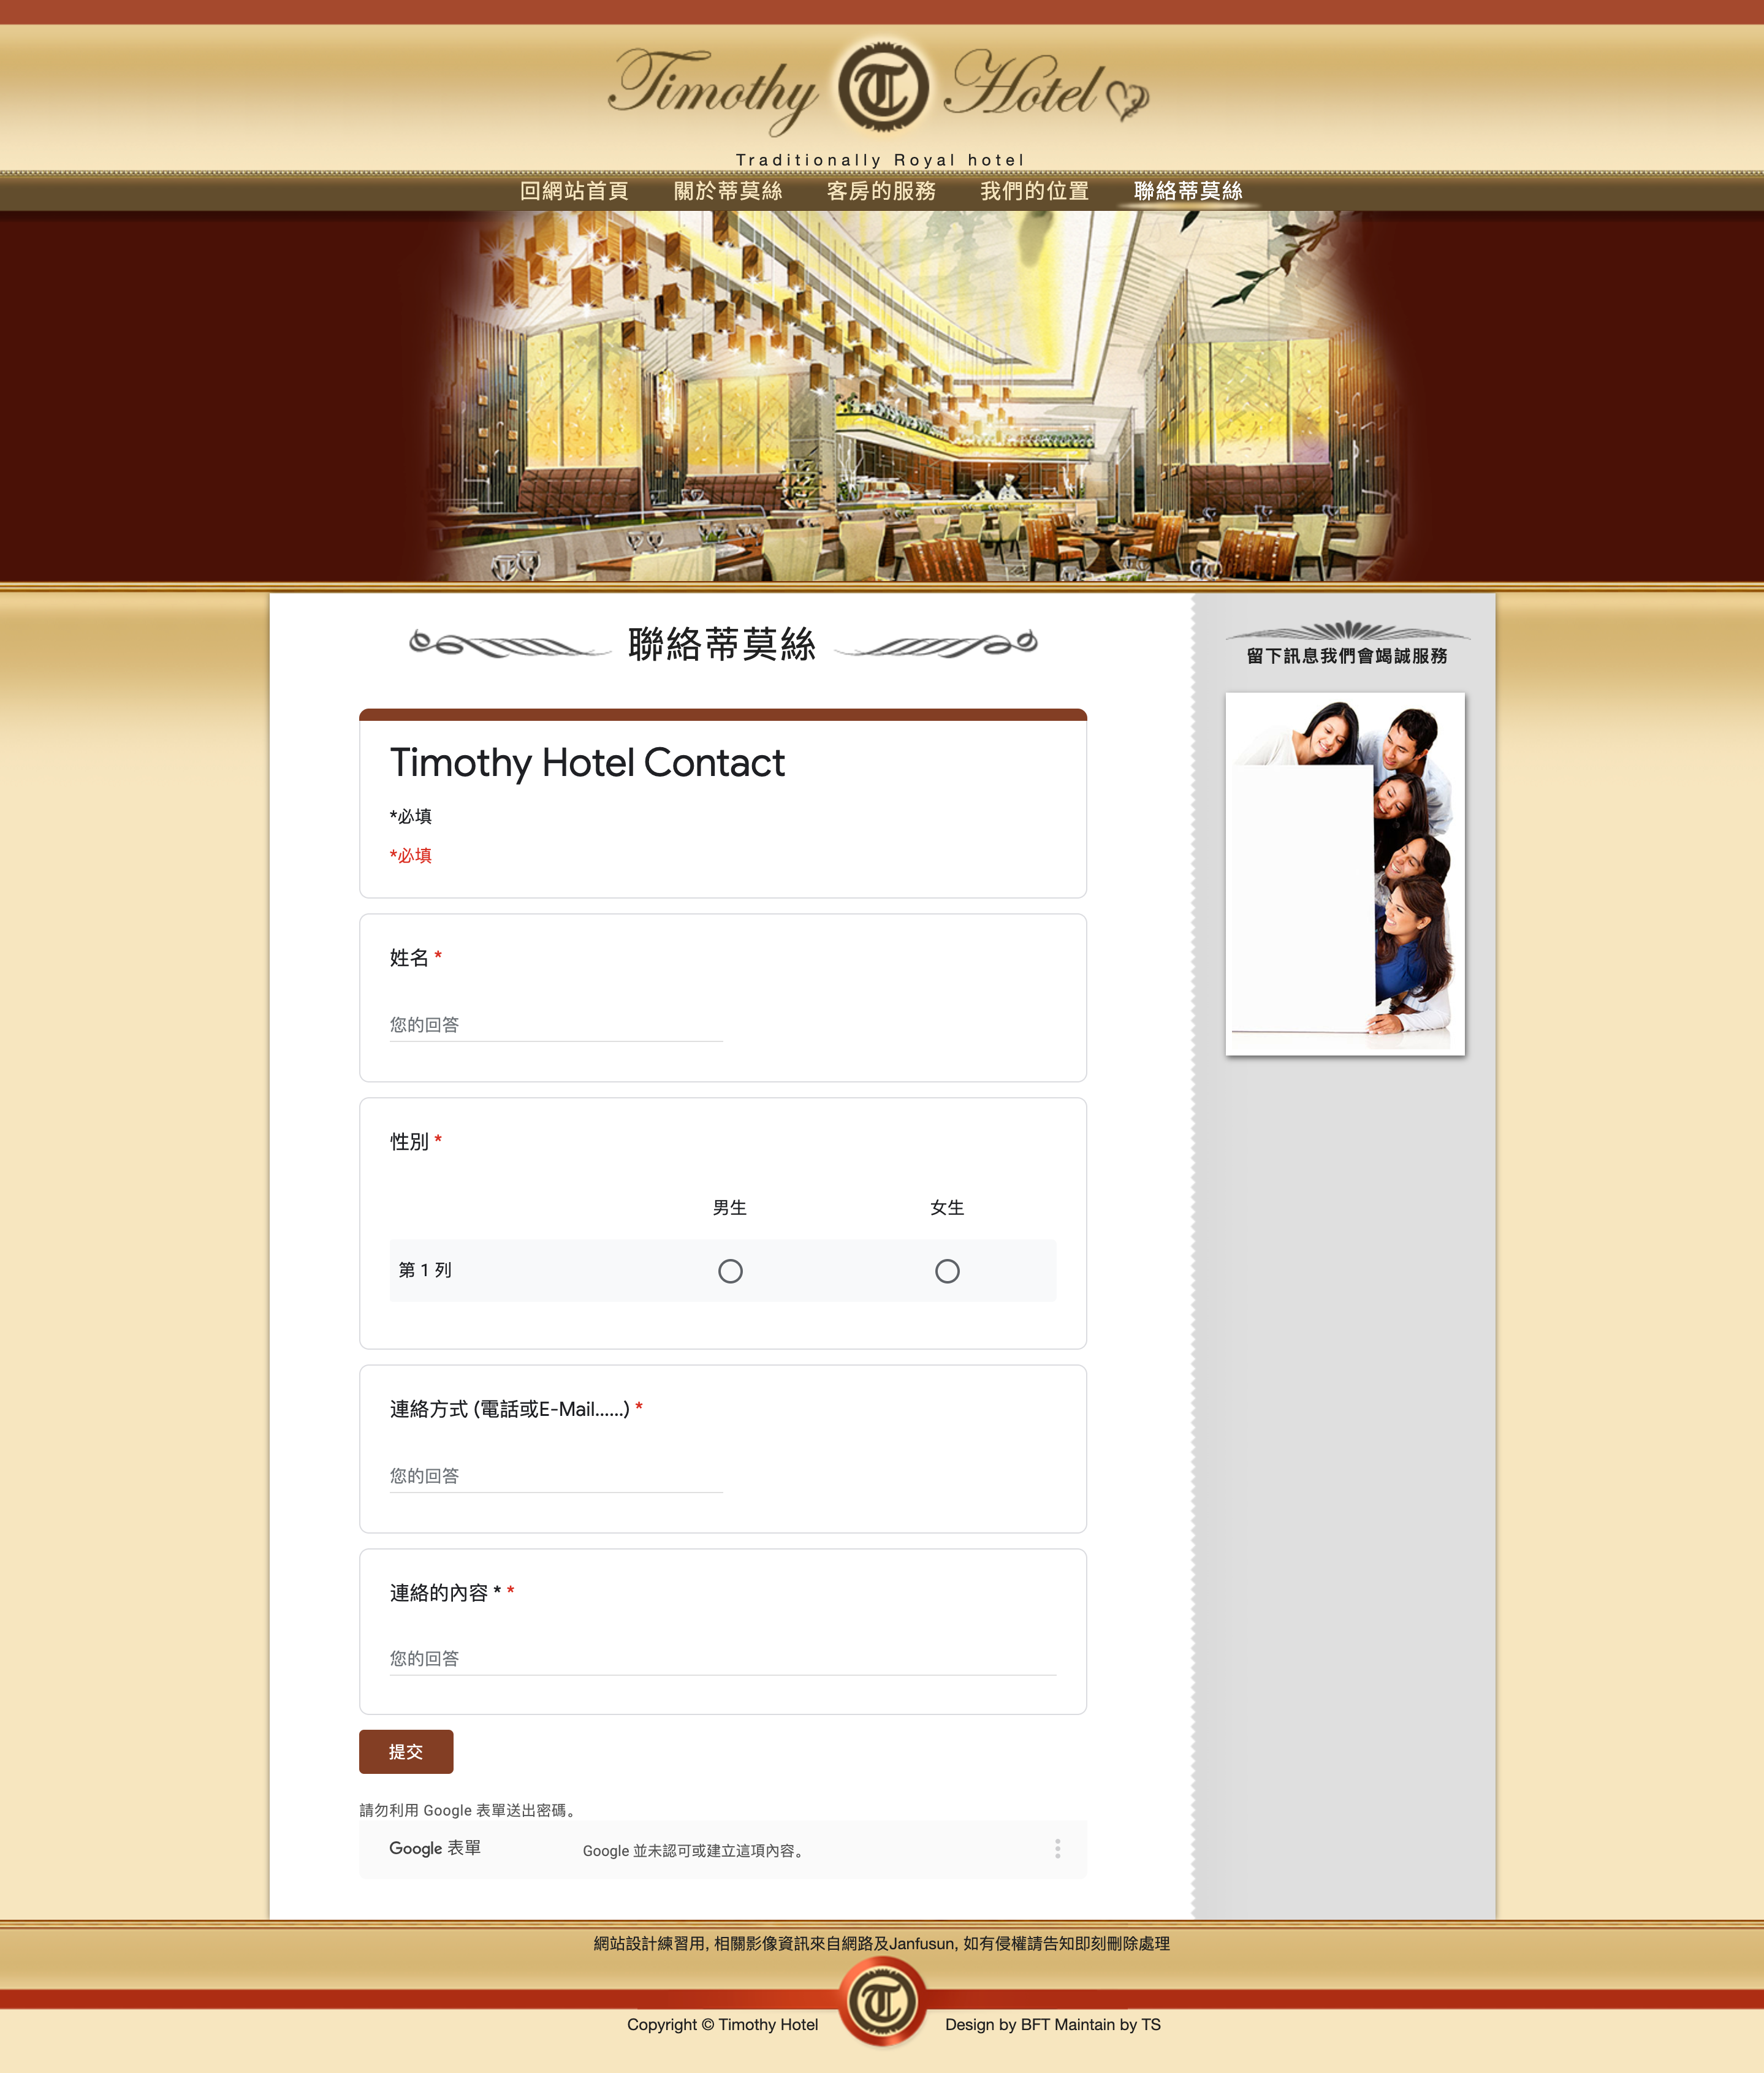 Timothy T Hotel
Traditionally Royal hotel
回網站首頁 關於蒂莫絲 客房的服務 我們的位置 聯絡蒂莫絲
聯絡蒂莫絲
留下訊息我們會竭誠服務
Timothy Hotel Contact
*必填
*必填
姓名 *
您的回答
性別 *
男生 女生
第 1 列
連絡方式 (電話或E-Mail......) *
您的回答
連絡的內容 * *
您的回答
提交
請勿利用 Google 表單送出密碼。
Google 表單 Google 並未認可或建立這項內容。
網站設計練習用, 相關影像資訊來自網路及Janfusun, 如有侵權請告知即刻刪除處理
T
Copyright © Timothy Hotel Design by BFT Maintain by TS